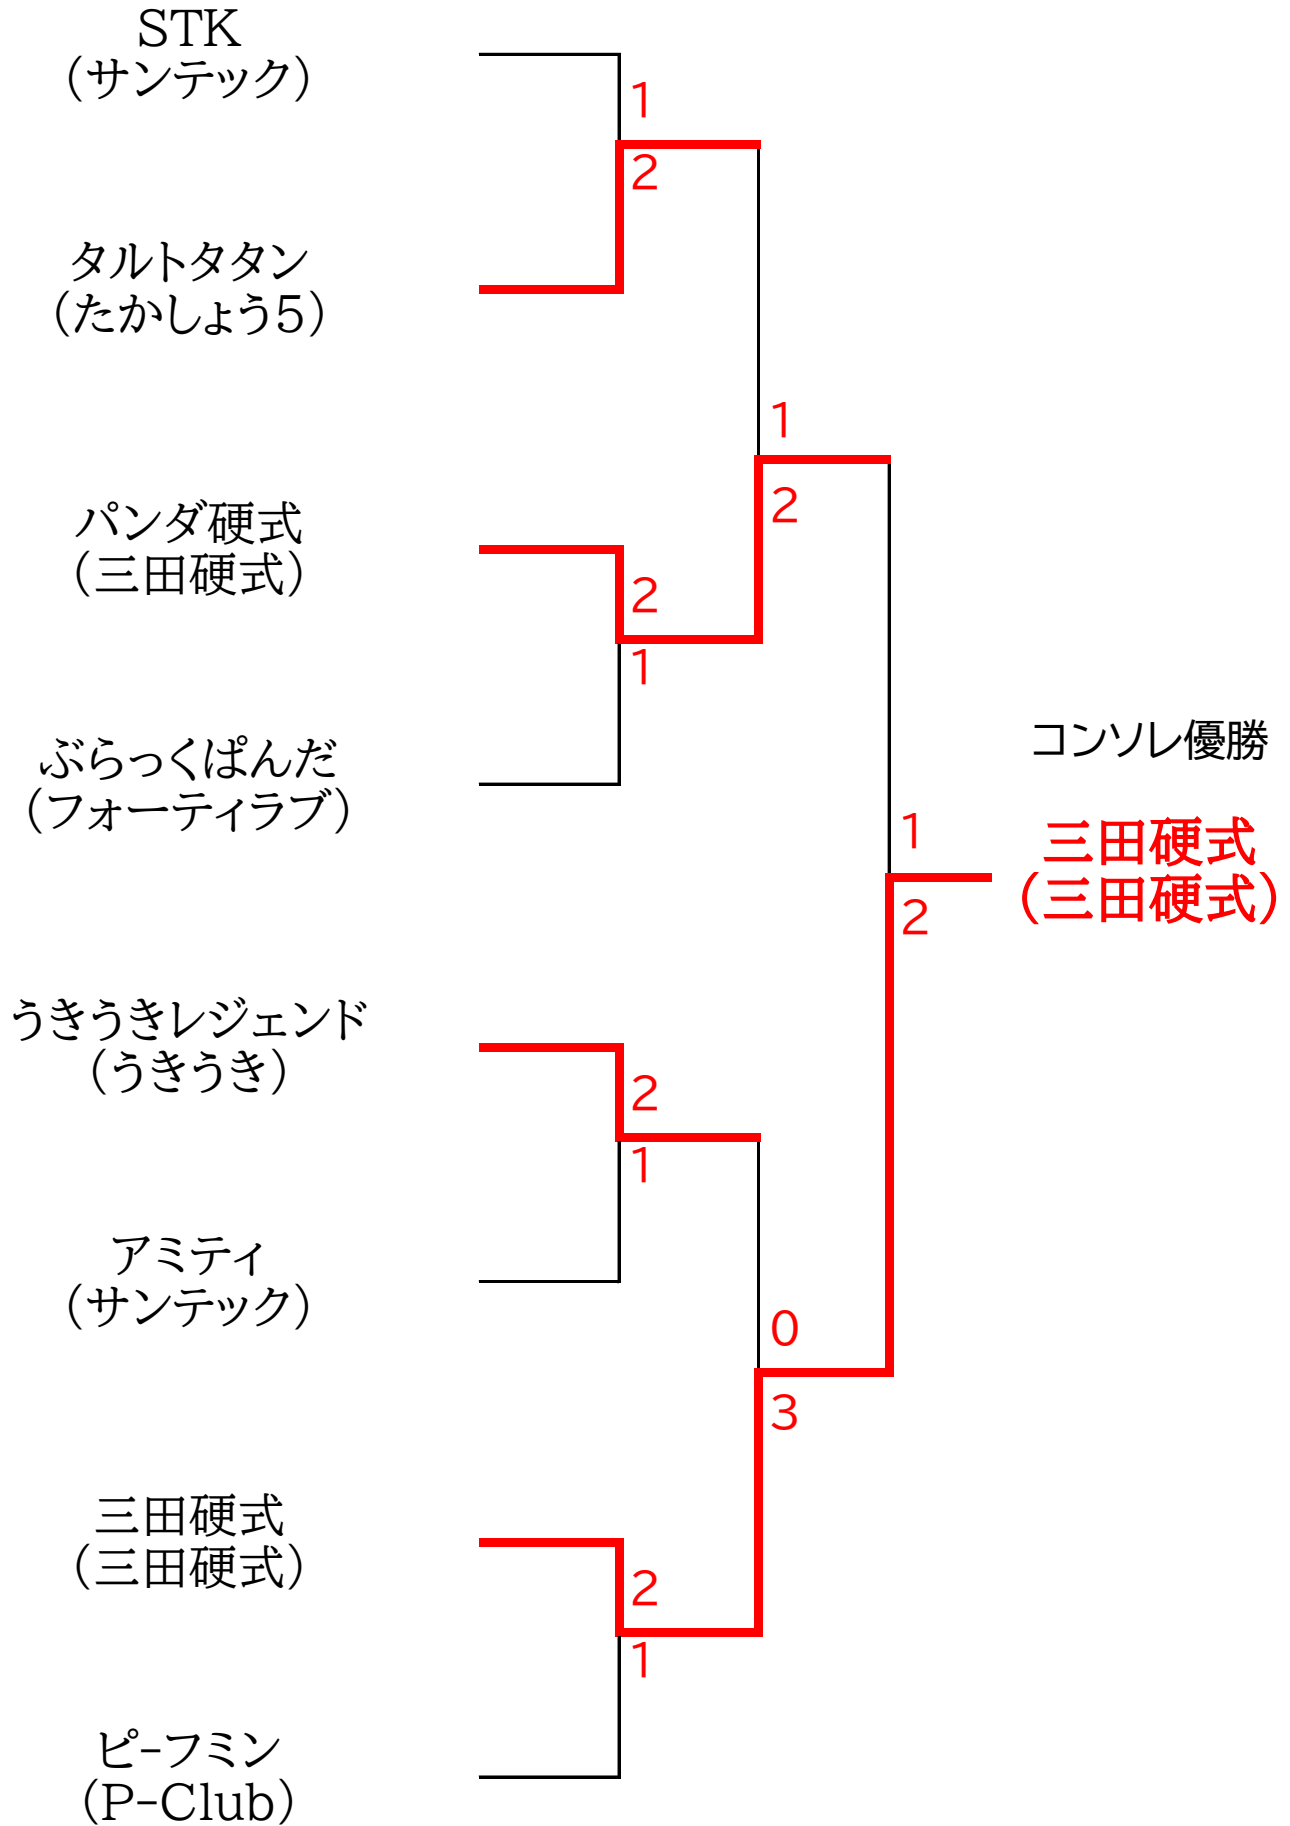 STK
（サンテック）
1
2
タルトタタン
（たかしょう5）
1
2
パンダ硬式
（三田硬式）
2
1
ぶらっくぱんだ
（フォーティラブ）
コンソレ優勝
1
三田硬式
（三田硬式）
2
うきうきレジェンド
（うきうき）
2
1
アミティ
（サンテック）
0
3
三田硬式
（三田硬式）
2
1
ピ-フミン
（P-Club）